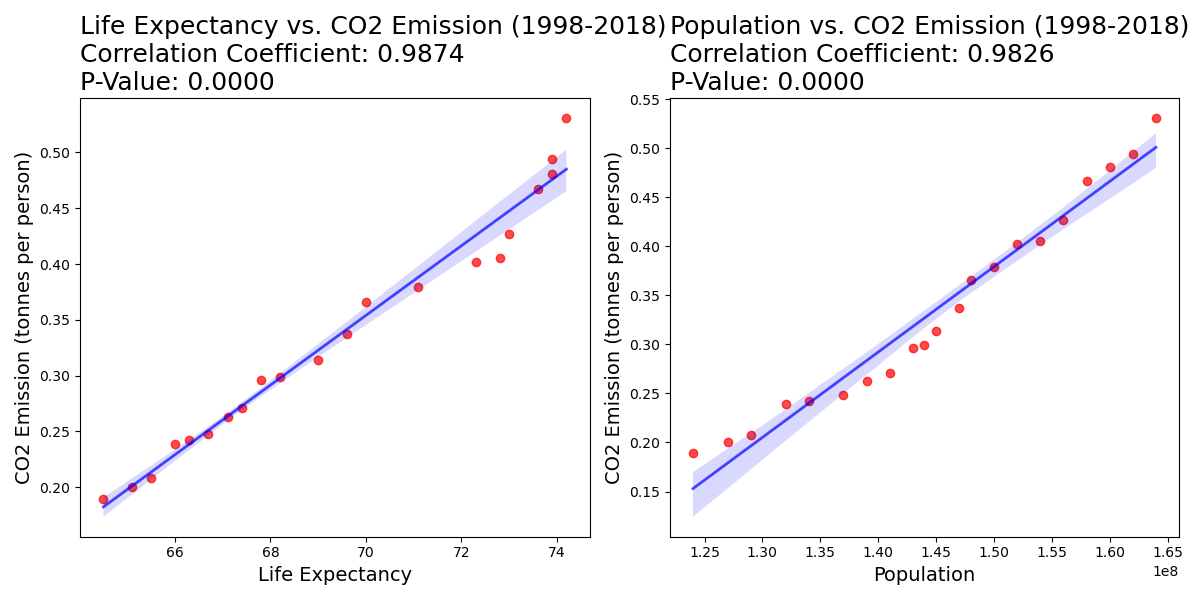 Life Expectancy vs. CO2 Emission (1998-2018)
Correlation Coefficient: 0.9874
P-Value: 0.0000
CO2 Emission (tonnes per person)
0.50
0.45
0.40
0.35
0.30
0.25
0.20
66 68 70 72 74
Life Expectancy
Population vs. CO2 Emission (1998-2018)
Correlation Coefficient: 0.9826
P-Value: 0.0000
CO2 Emission (tonnes per person)
0.55
0.50
0.45
0.40
0.35
0.30
0.25
0.20
0.15
1.25 1.30 1.35 1.40 1.45 1.50 1.55 1.60 1.65
1e8
Population